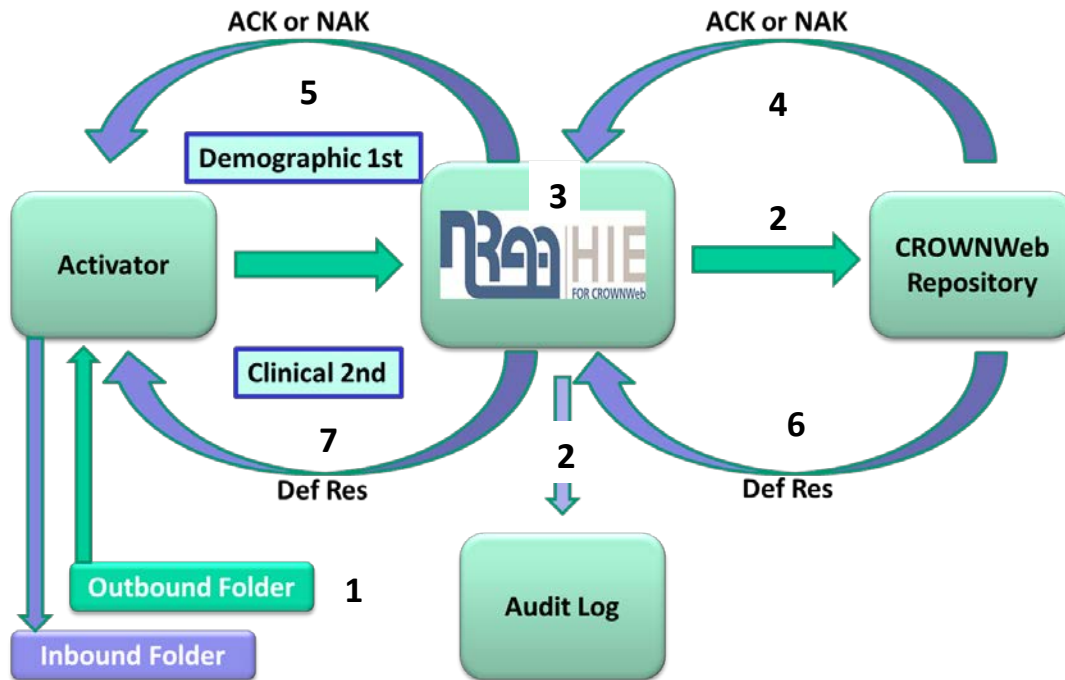 ACK or NAK
ACK or NAK
5
4
Demographic 1st
3
2
Activator
nraa HIE
FOR CROWNWeb
CROWNWeb
Repository
Clinical 2nd
7
6
2
Def Res
Def Res
Outbound Folder
1
Audit Log
Inbound Folder